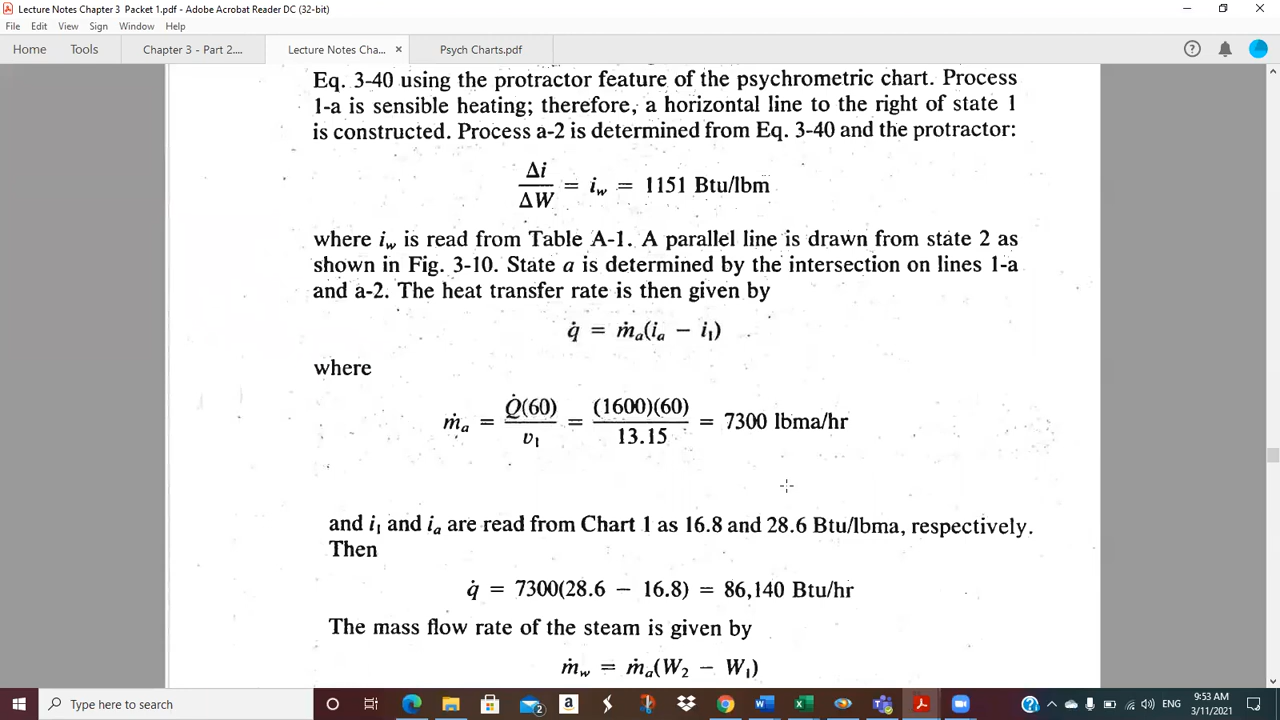 Lecture Notes Chapter 3 Packet 1.pdf - Adobe Acrobat Reader DC (32-bit)
File Edit View Sign Window Help
Home Tools Chapter 3 - Part 2.... Lecture Notes Cha... × Psych Charts.pdf
Eq. 3-40 using the protractor feature of the psychrometric chart. Process
1-a is sensible heating; therefore, a horizontal line to the right of state 1
is constructed. Process a-2 is determined from Eq. 3-40 and the protractor:
Δi/ΔW = i_w = 1151 Btu/lbm
where i_w is read from Table A-1. A parallel line is drawn from state 2 as
shown in Fig. 3-10. State a is determined by the intersection on lines 1-a
and a-2. The heat transfer rate is then given by
q̇ = ṁ_a(i_a − i_1)
where
ṁ_a = Q̇(60)/v_1 = (1600)(60)/13.15 = 7300 lbma/hr
and i_1 and i_a are read from Chart 1 as 16.8 and 28.6 Btu/lbma, respectively.
Then
q̇ = 7300(28.6 − 16.8) = 86,140 Btu/hr
The mass flow rate of the steam is given by
ṁ_w = ṁ_a(W_2 − W_1)
Type here to search
ENG
9:53 AM
3/11/2021